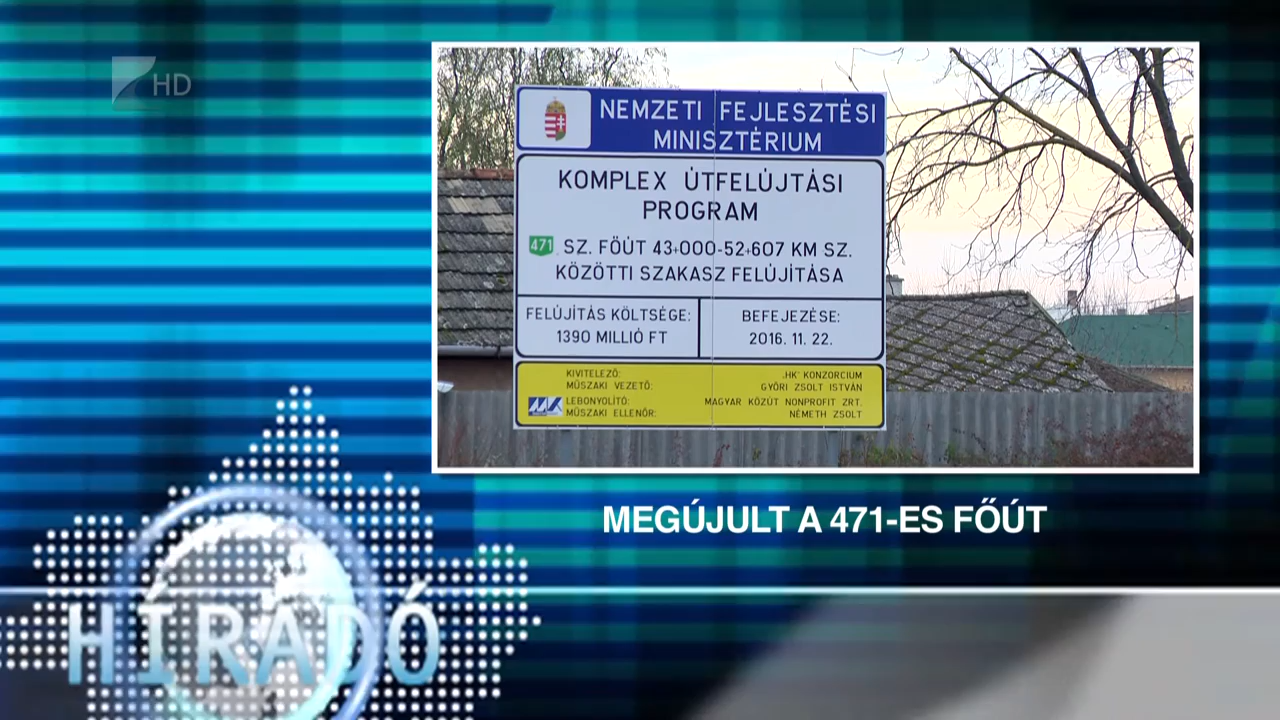 HD
NEMZETI FEJLESZTÉSI
MINISZTÉRIUM
KOMPLEX ÚTFELÚJTÁSI
PROGRAM
471 SZ. FŐÚT 43+000-52+607 KM SZ.
KÖZÖTTI SZAKASZ FELÚJÍTÁSA
FELÚJÍTÁS KÖLTSÉGE:
1390 MILLIÓ FT
BEFEJEZÉSE:
2016. 11. 22.
KIVITELEZŐ: „HK" KONZORCIUM
MŰSZAKI VEZETŐ: GYŐRI ZSOLT ISTVÁN
LEBONYOLÍTÓ: MAGYAR KÖZÚT NONPROFIT ZRT.
MŰSZAKI ELLENŐR: NÉMETH ZSOLT
MEGÚJULT A 471-ES FŐÚT
HÍRADÓ